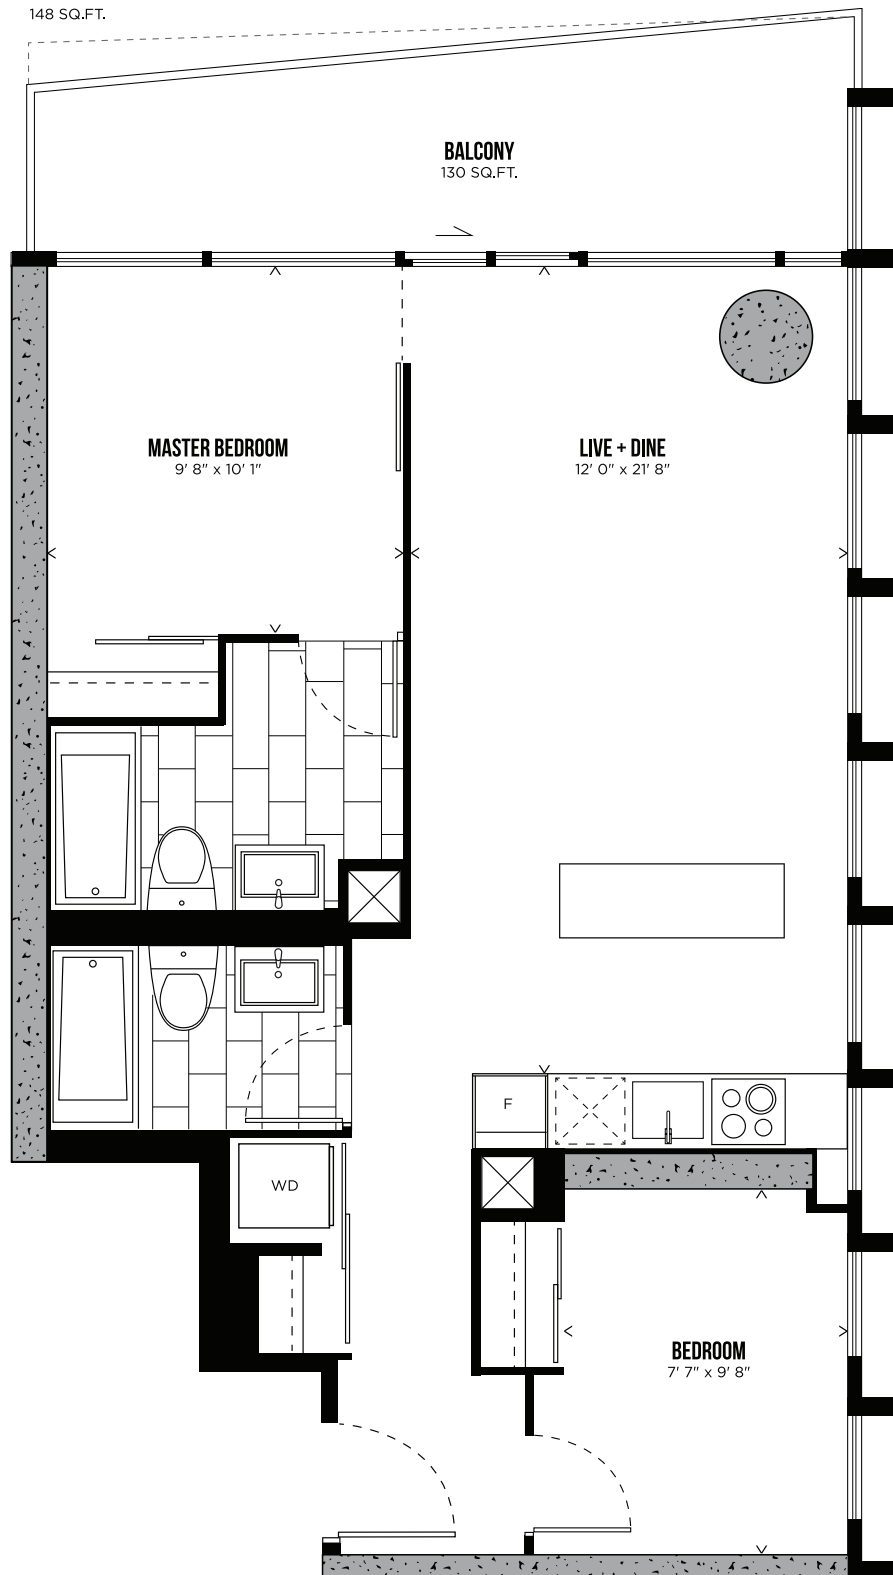 148 SQ.FT.
BALCONY
130 SQ.FT.
MASTER BEDROOM
9' 8" x 10' 1"
LIVE + DINE
12' 0" x 21' 8"
F
WD
BEDROOM
7' 7" x 9' 8"